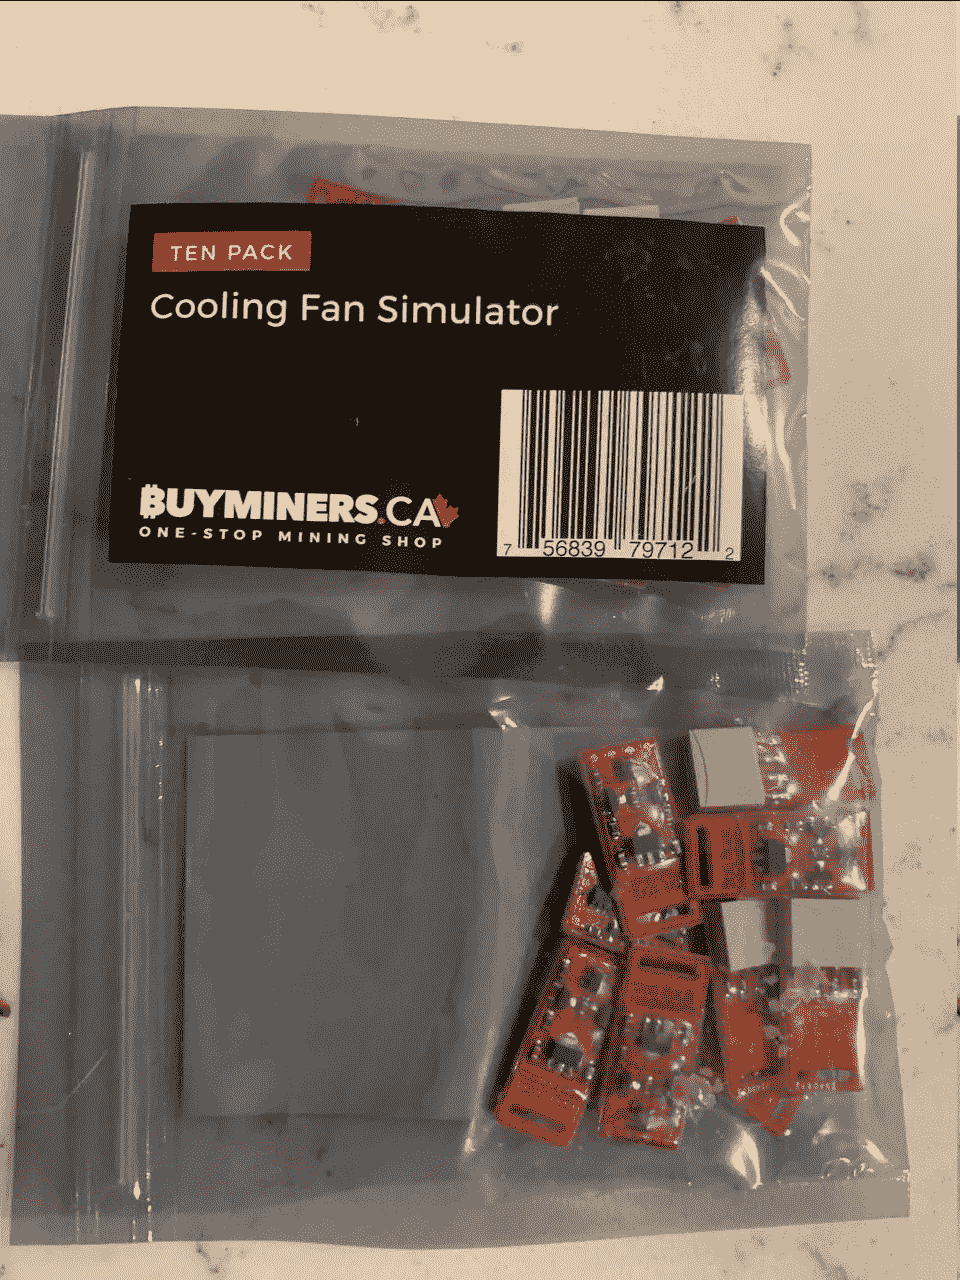 TEN PACK
Cooling Fan Simulator
BUYMINERS.CA
ONE-STOP MINING SHOP
7 56839 79712 2